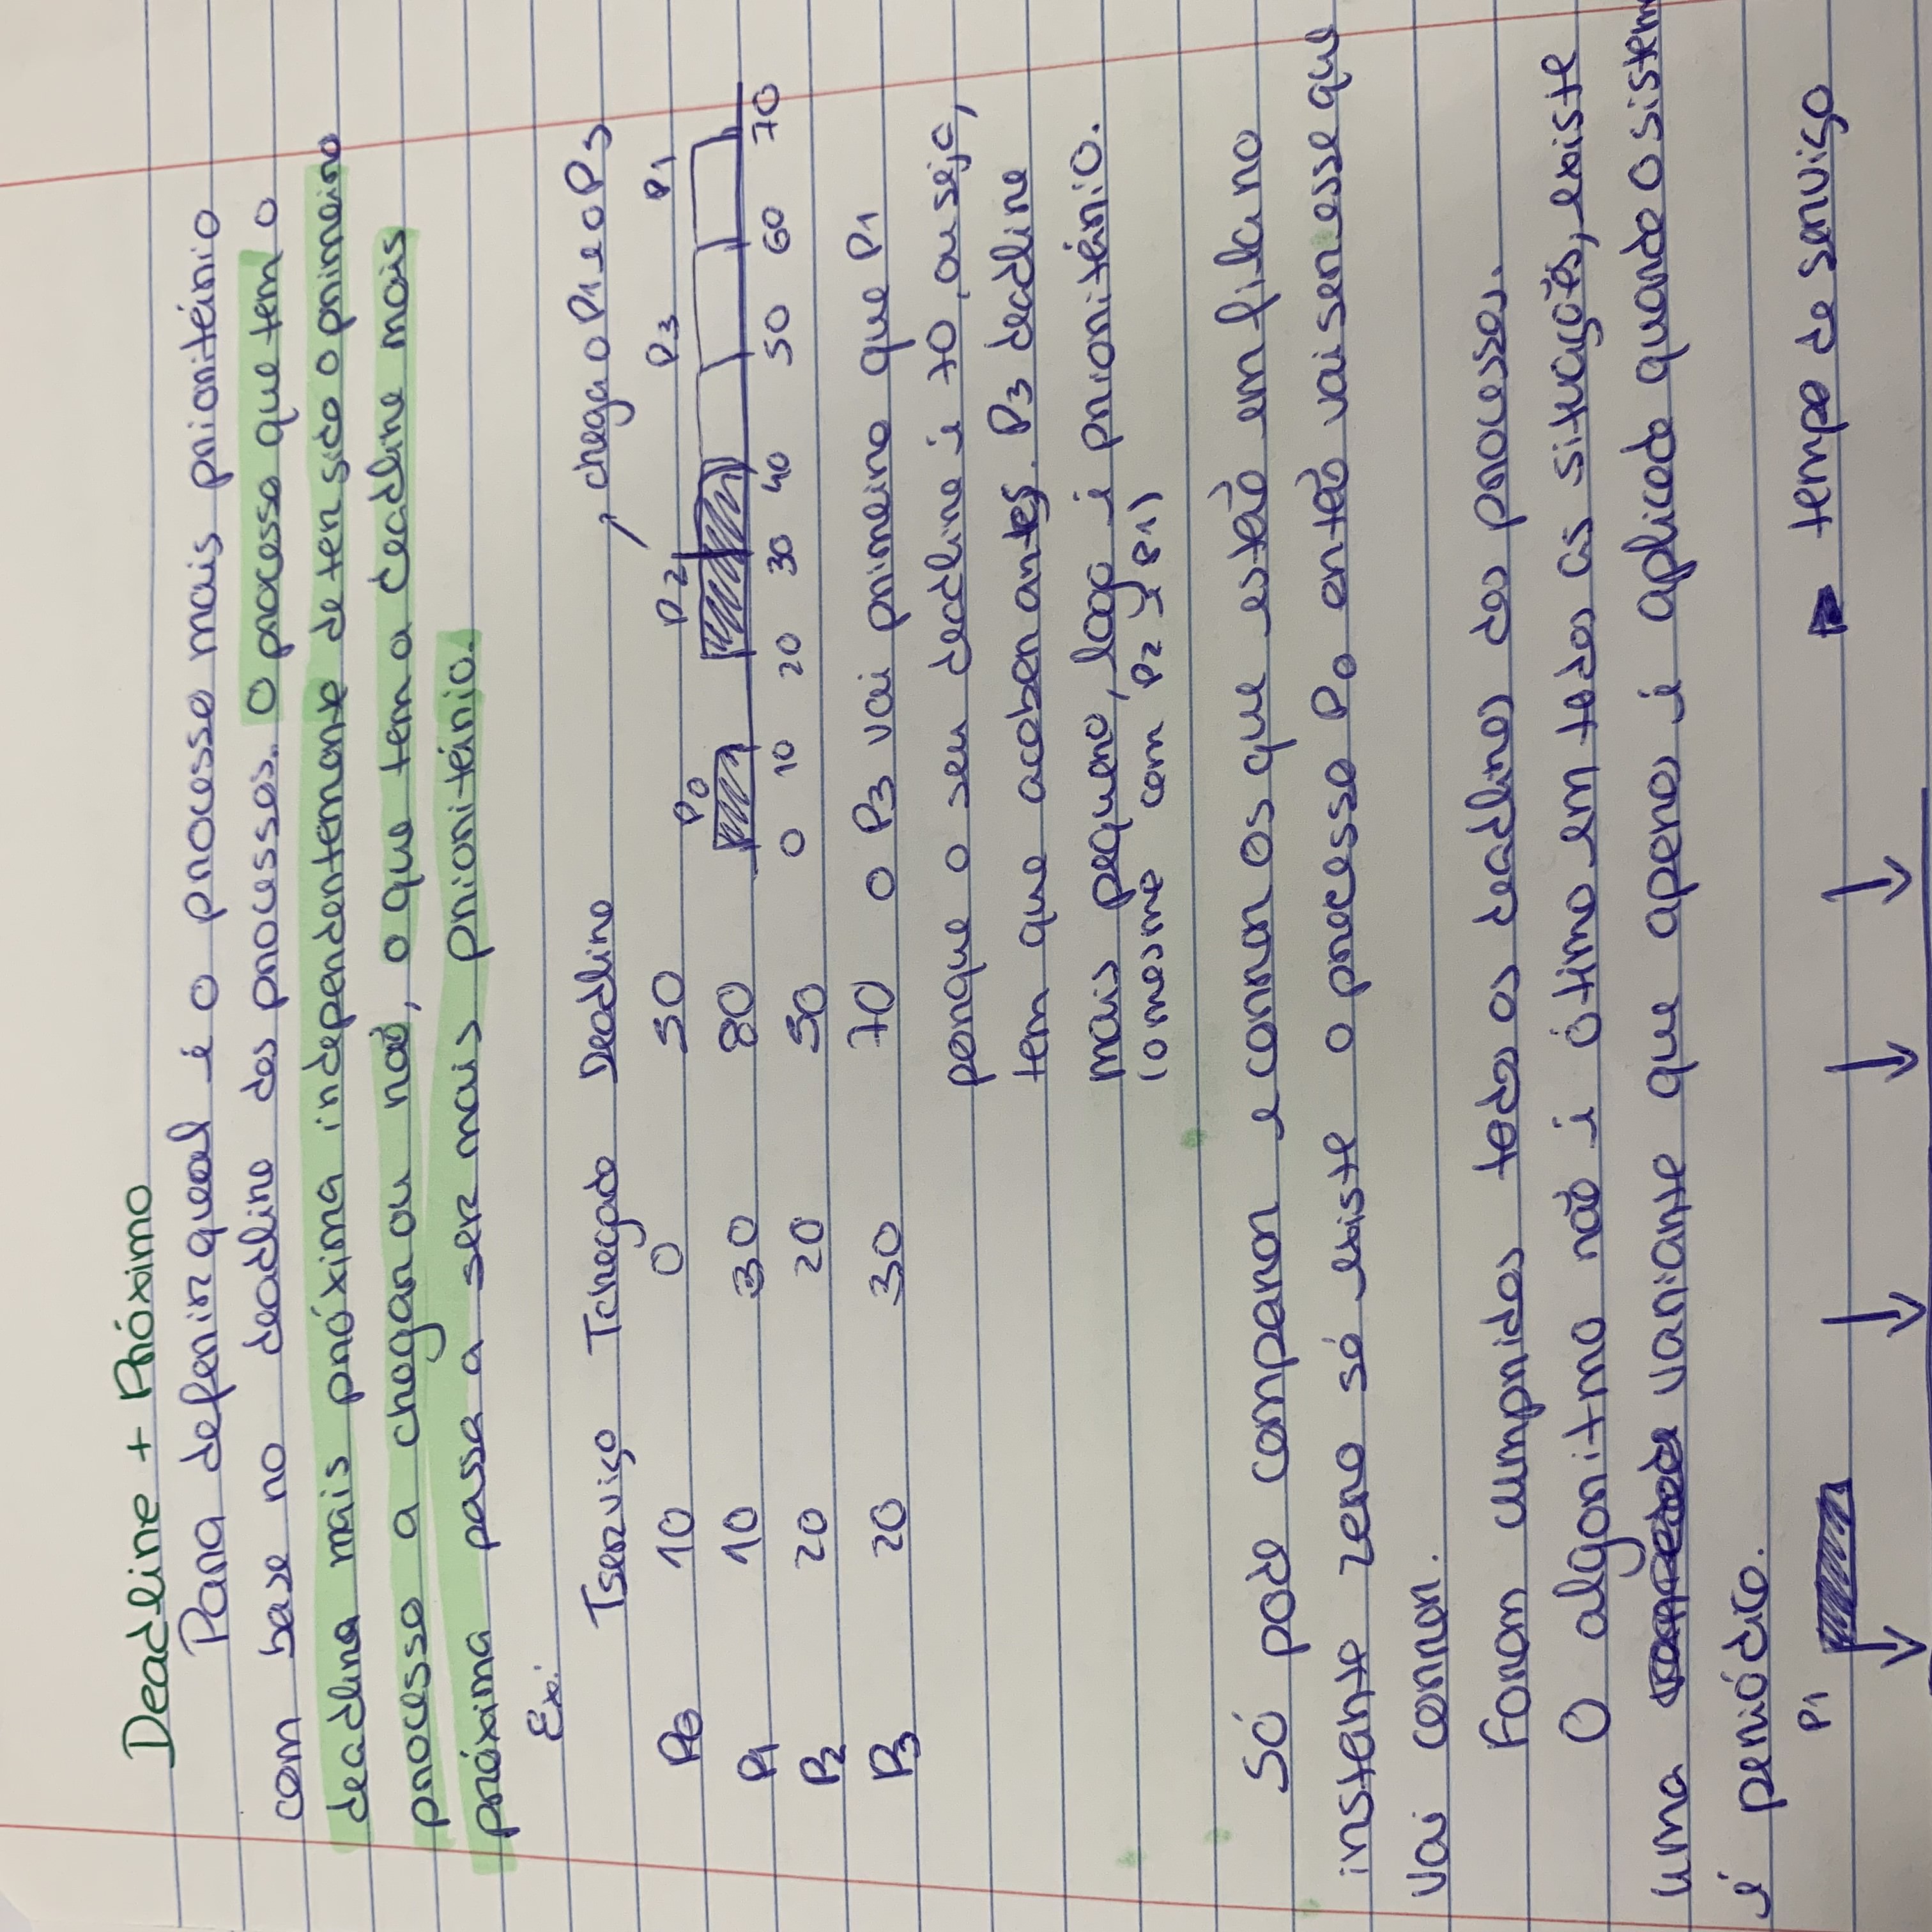 Deadline + Próximo
Para defenir qual é o processo mais prioritário
com base no deadline dos processos. O processo que tem o
deadline mais próxima independentemente de ter sido o primeiro
processo a chegar ou não, o que tem a deadline mais
próxima passa a ser mais prioritário.
Ex:
Tserviço Tchegada Deadline chega o P1 e o P3
P0 10 0 50 P0 P2 P3 P1
P1 10 30 80
0 10 20 30 40 50 60 70
P2 20 20 50
P3 20 30 70 o P3 vai primeiro que P1
porque o seu deadline é 70, ou seja,
tem que acabar antes. P3 deadline
mais pequeno, logo é prioritário.
(o mesmo com P2 e P1)
Só pode comparar e correr os que estão em fila no
instante zero só existe o processo P0 então vai ser esse que
vai correr.
Foram cumpridos todos os deadlines dos processos.
O algoritmo não é ótimo em todas as situações, existe
uma variante que apenas é aplicada quando o sistem
é periódico.
P1 tempo de serviço